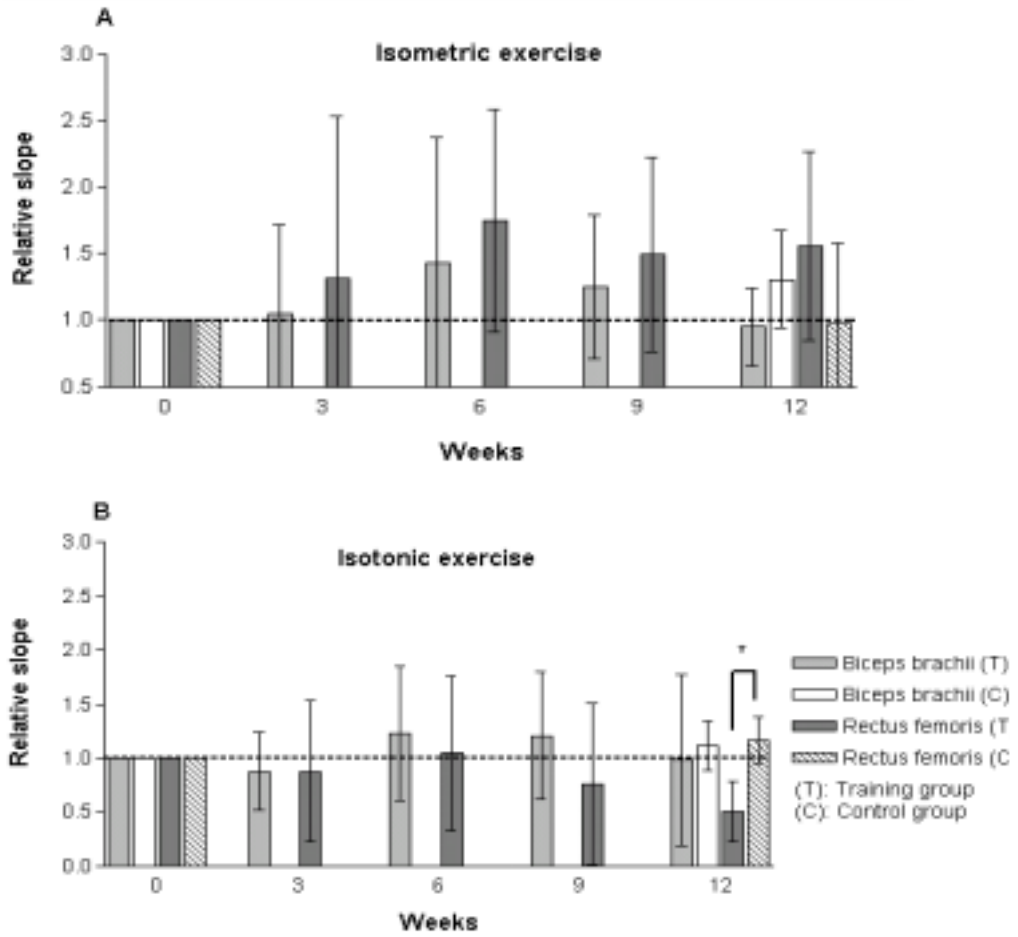 A
Isometric exercise
3.0
2.5
2.0
1.5
1.0
0.5
Relative slope
0 3 6 9 12
Weeks
B
Isotonic exercise
3.0
2.5
2.0
1.5
1.0
0.5
0.0
Relative slope
0 3 6 9 12
Weeks
Biceps brachii (T)
Biceps brachii (C)
Rectus femoris (T
Rectus femoris (C
(T): Training group
(C): Control group